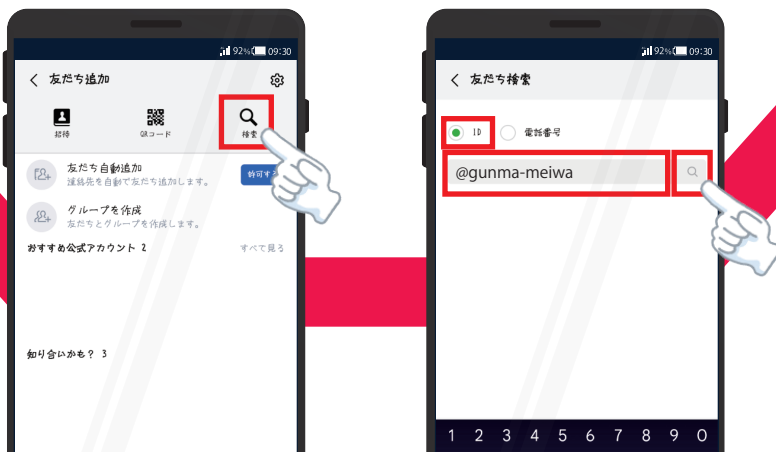 92% 09:30
友だち追加
招待 QRコード 検索
友だち自動追加
連絡先を自動で友だち追加します。
許可す
グループを作成
友だちとグループを作成します。
おすすめ公式アカウント 2 すべて見る
知り合いかも? 3
92% 09:30
友だち検索
ID 電話番号
@gunma-meiwa
1 2 3 4 5 6 7 8 9 0